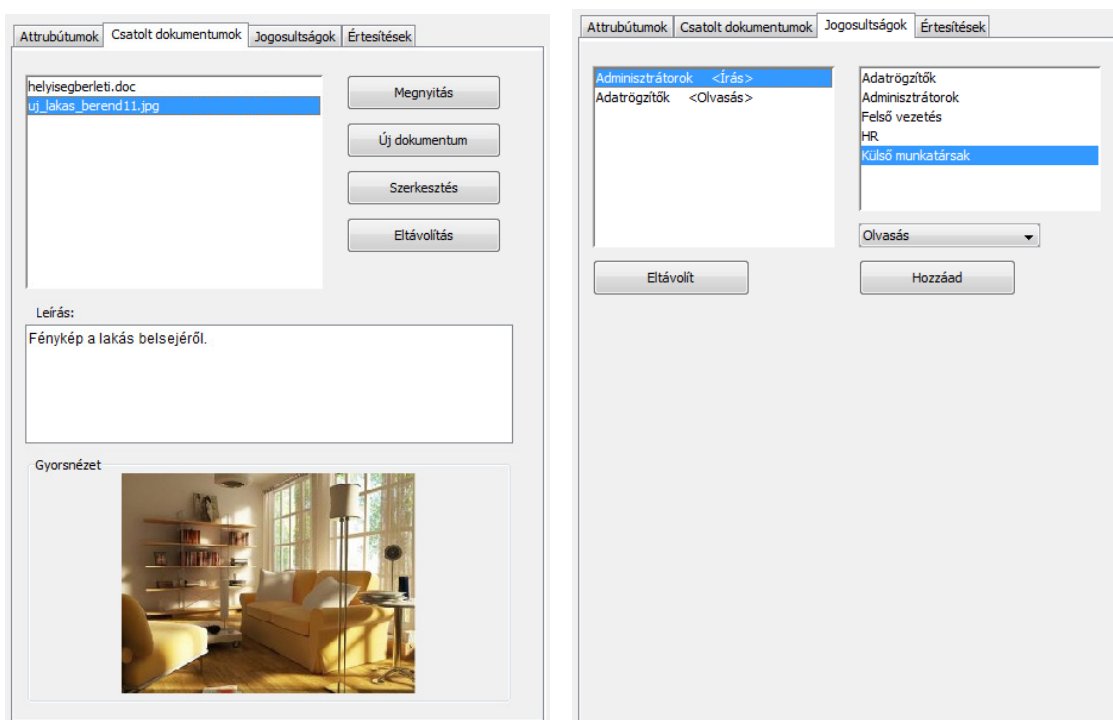 Attrubútumok Csatolt dokumentumok Jogosultságok Értesítések
helyisegberleti.doc
uj_lakas_berend11.jpg
Megnyitás
Új dokumentum
Szerkesztés
Eltávolítás
Leírás:
Fénykép a lakás belsejéről.
Gyorsnézet
Attrubútumok Csatolt dokumentumok Jogosultságok Értesítések
Adminisztrátorok <Írás>
Adatrögzítők <Olvasás>
Eltávolít
Adatrögzítők
Adminisztrátorok
Felső vezetés
HR
Külső munkatársak
Olvasás
Hozzáad